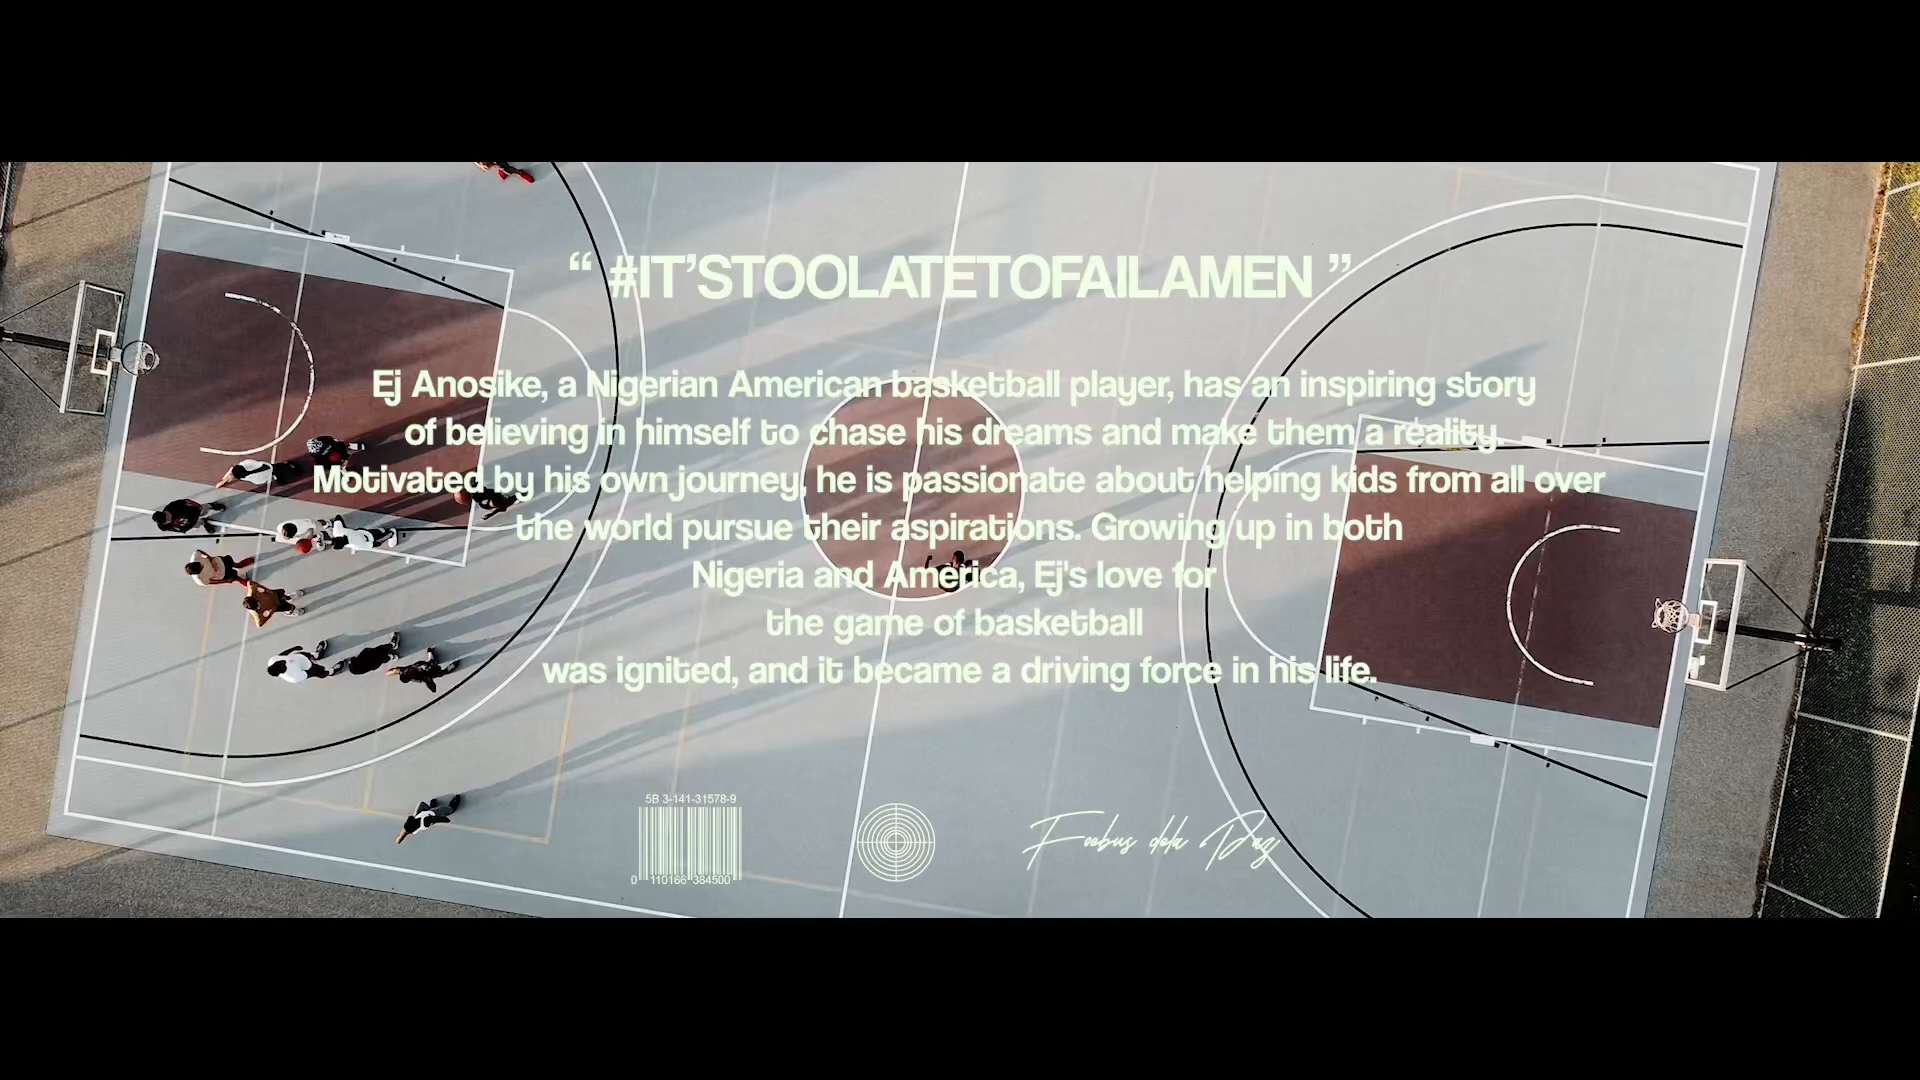 “ #IT’STOOLATETOFAILAMEN ”
Ej Anosike, a Nigerian American basketball player, has an inspiring story
of believing in himself to chase his dreams and make them a reality.
Motivated by his own journey, he is passionate about helping kids from all over
the world pursue their aspirations. Growing up in both
Nigeria and America, Ej's love for
the game of basketball
was ignited, and it became a driving force in his life.
5B 3-141-31578-9
0 110166 384500
Foebus dola Paz